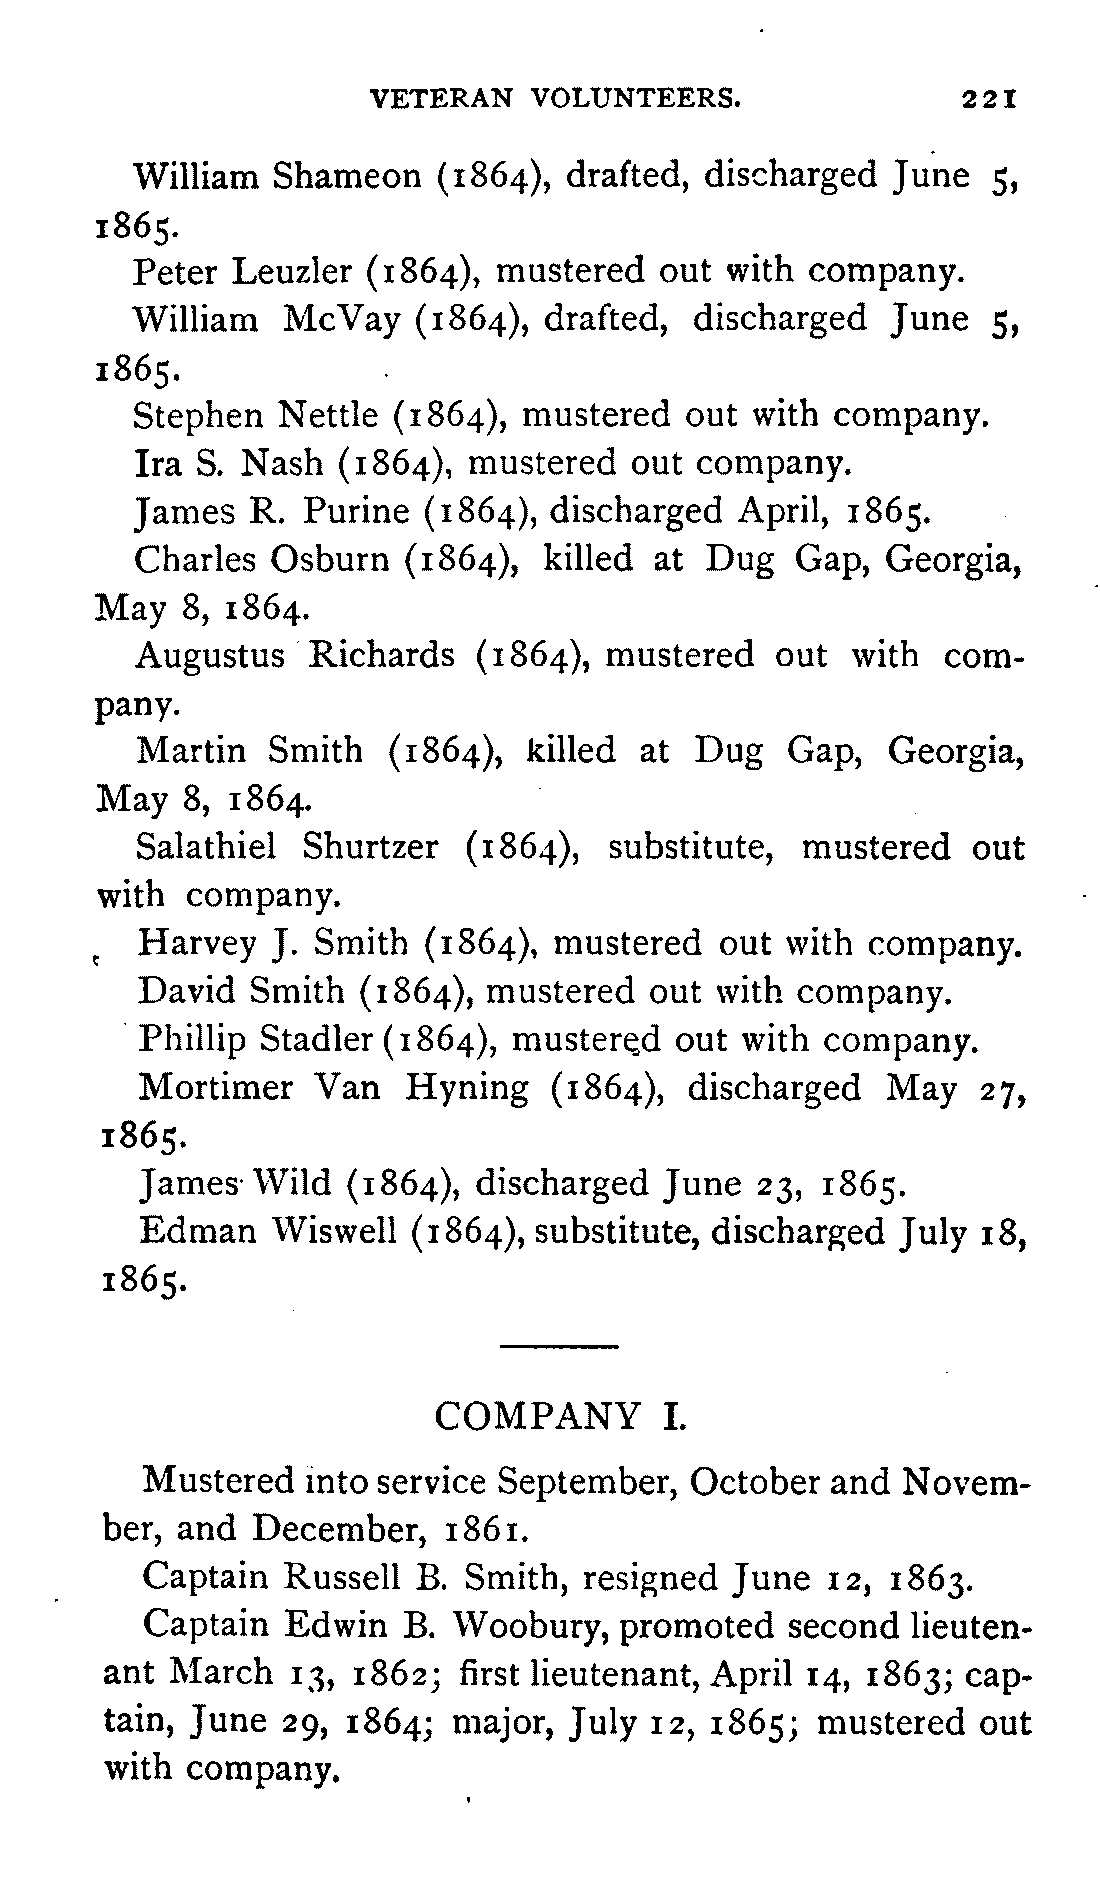 VETERAN VOLUNTEERS. 221
William Shameon (1864), drafted, discharged June 5,
1865.
Peter Leuzler (1864), mustered out with company.
William McVay (1864), drafted, discharged June 5,
1865.
Stephen Nettle (1864), mustered out with company.
Ira S. Nash (1864), mustered out company.
James R. Purine (1864), discharged April, 1865.
Charles Osburn (1864), killed at Dug Gap, Georgia,
May 8, 1864.
Augustus Richards (1864), mustered out with com-
pany.
Martin Smith (1864), killed at Dug Gap, Georgia,
May 8, 1864.
Salathiel Shurtzer (1864), substitute, mustered out
with company.
Harvey J. Smith (1864), mustered out with company.
David Smith (1864), mustered out with company.
Phillip Stadler (1864), mustered out with company.
Mortimer Van Hyning (1864), discharged May 27,
1865.
James Wild (1864), discharged June 23, 1865.
Edman Wiswell (1864), substitute, discharged July 18,
1865.
COMPANY I.
Mustered into service September, October and Novem-
ber, and December, 1861.
Captain Russell B. Smith, resigned June 12, 1863.
Captain Edwin B. Woobury, promoted second lieuten-
ant March 13, 1862; first lieutenant, April 14, 1863; cap-
tain, June 29, 1864; major, July 12, 1865; mustered out
with company.